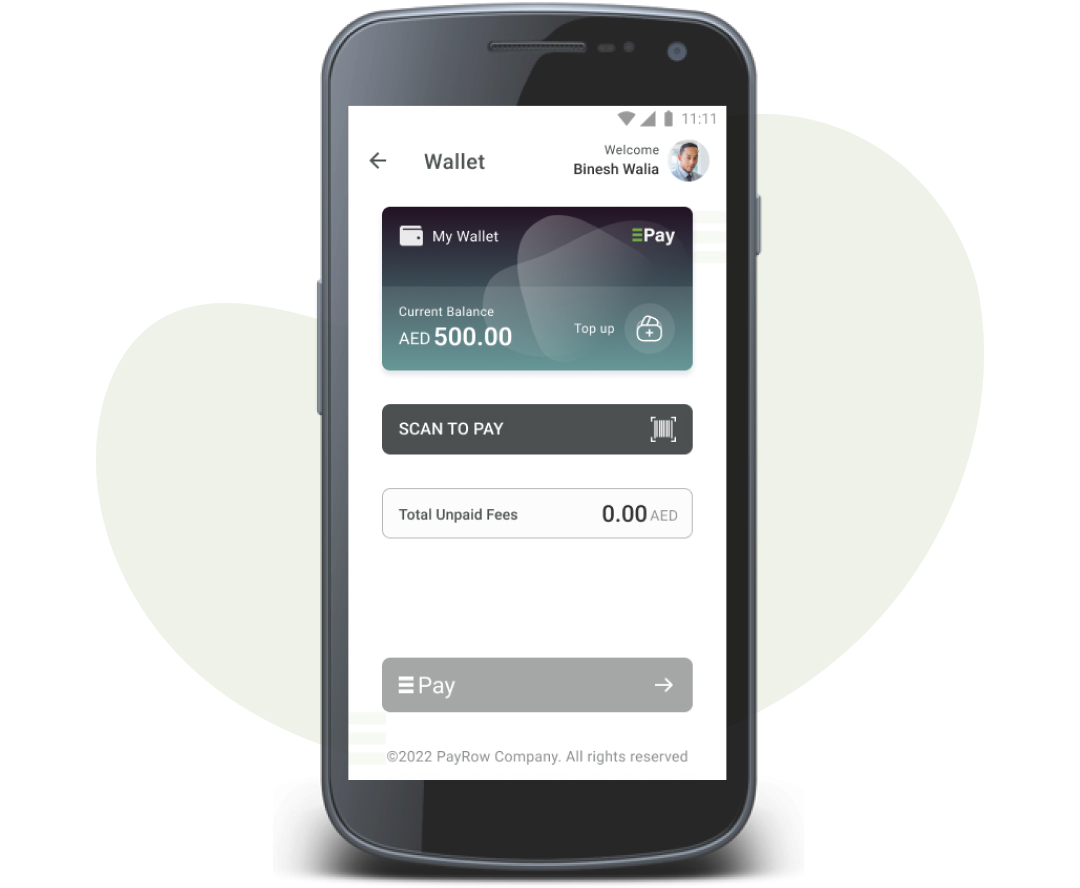 11:11
Wallet
Welcome
Binesh Walia
My Wallet
Pay
Current Balance
AED 500.00
Top up
SCAN TO PAY
Total Unpaid Fees
0.00 AED
Pay
©2022 PayRow Company. All rights reserved